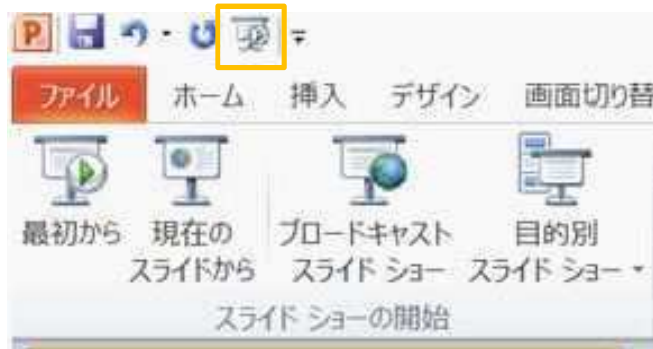 ファイル ホーム 挿入 デザイン 画面切り替
最初から 現在の ブロードキャスト 目的別
スライドから スライド ショー スライド ショー
スライド ショーの開始